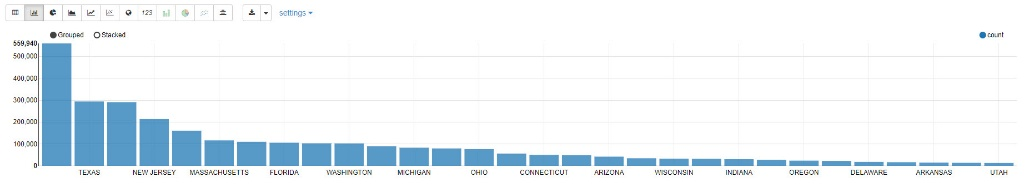 123 settings
Grouped Stacked count
559,940
500,000
400,000
300,000
200,000
100,000
0
TEXAS NEW JERSEY MASSACHUSETTS FLORIDA WASHINGTON MICHIGAN OHIO CONNECTICUT ARIZONA WISCONSIN INDIANA OREGON DELAWARE ARKANSAS UTAH